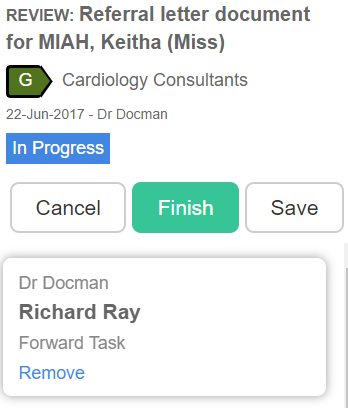 REVIEW: Referral letter document
for MIAH, Keitha (Miss)
G Cardiology Consultants
22-Jun-2017 - Dr Docman
In Progress
Cancel Finish Save
Dr Docman
Richard Ray
Forward Task
Remove